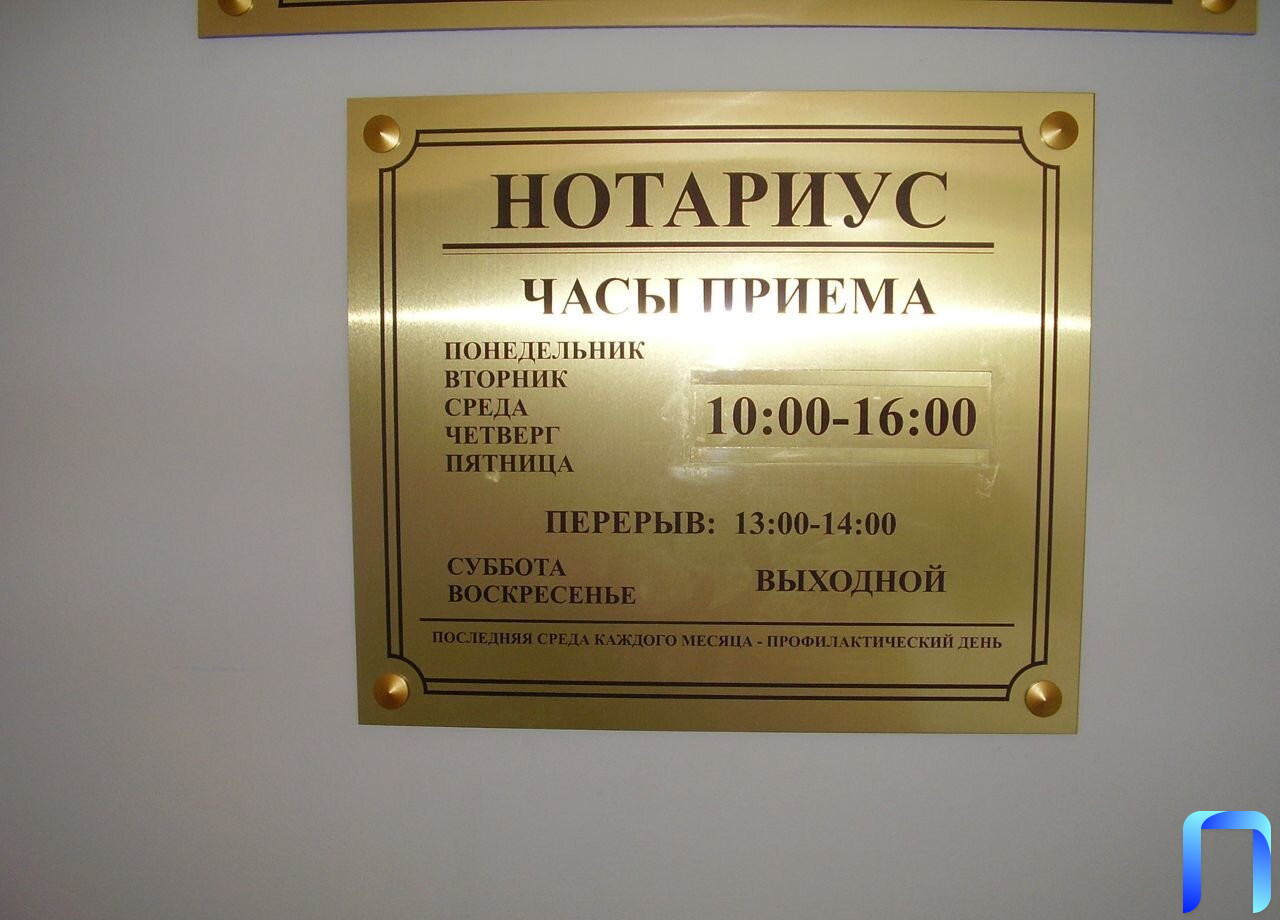 НОТАРИУС
ЧАСЫ ПРИЕМА
ПОНЕДЕЛЬНИК
ВТОРНИК
СРЕДА
ЧЕТВЕРГ
ПЯТНИЦА
10:00-16:00
ПЕРЕРЫВ: 13:00-14:00
СУББОТА
ВОСКРЕСЕНЬЕ
ВЫХОДНОЙ
ПОСЛЕДНЯЯ СРЕДА КАЖДОГО МЕСЯЦА - ПРОФИЛАКТИЧЕСКИЙ ДЕНЬ